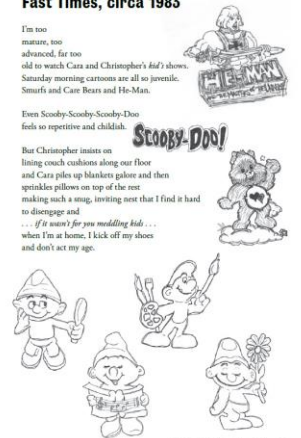 Fast Times, circa 1983
I'm too
mature, too
advanced, far too
old to watch Cara and Christopher's kid's shows.
Saturday morning cartoons are all so juvenile.
Smurfs and Care Bears and He-Man.
HE-MAN
Even Scooby-Scooby-Scooby-Doo
feels so repetitive and childish.
SCOOBY-DOO!
But Christopher insists on
lining couch cushions along our floor
and Cara piles up blankets galore and then
sprinkles pillows on top of the rest
making such a snug, inviting nest that I find it hard
to disengage and
. . . if it wasn't for you meddling kids . . .
when I'm at home, I kick off my shoes
and don't act my age.